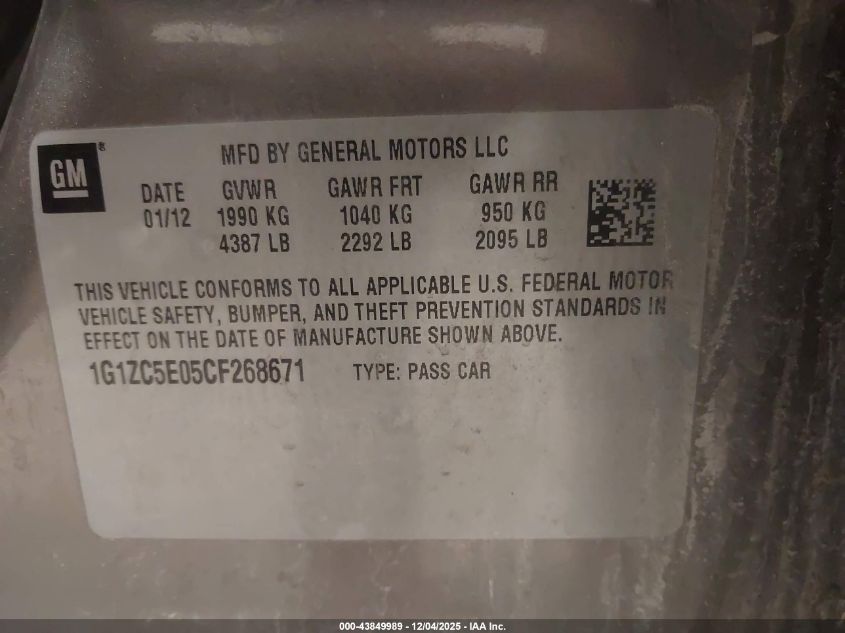 GM®
MFD BY GENERAL MOTORS LLC
DATE GVWR GAWR FRT GAWR RR
01/12 1990 KG 1040 KG 950 KG
4387 LB 2292 LB 2095 LB
THIS VEHICLE CONFORMS TO ALL APPLICABLE U.S. FEDERAL MOTOR
VEHICLE SAFETY, BUMPER, AND THEFT PREVENTION STANDARDS IN
EFFECT ON THE DATE OF MANUFACTURE SHOWN ABOVE.
1G1ZC5E05CF268671 TYPE: PASS CAR
000-43849989 - 12/04/2025 - IAA Inc.